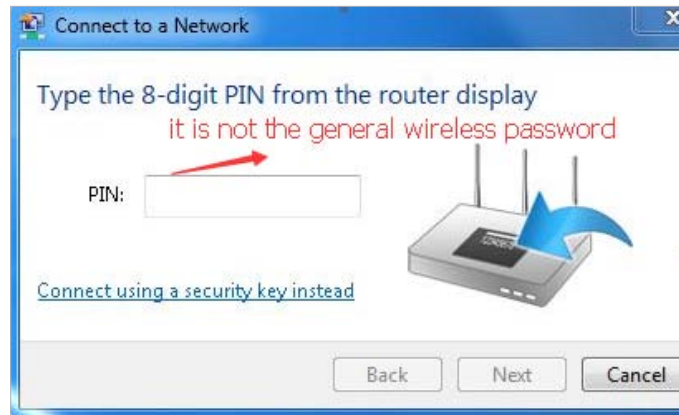 Connect to a Network
Type the 8-digit PIN from the router display
it is not the general wireless password
PIN:
Connect using a security key instead
Back
Next
Cancel